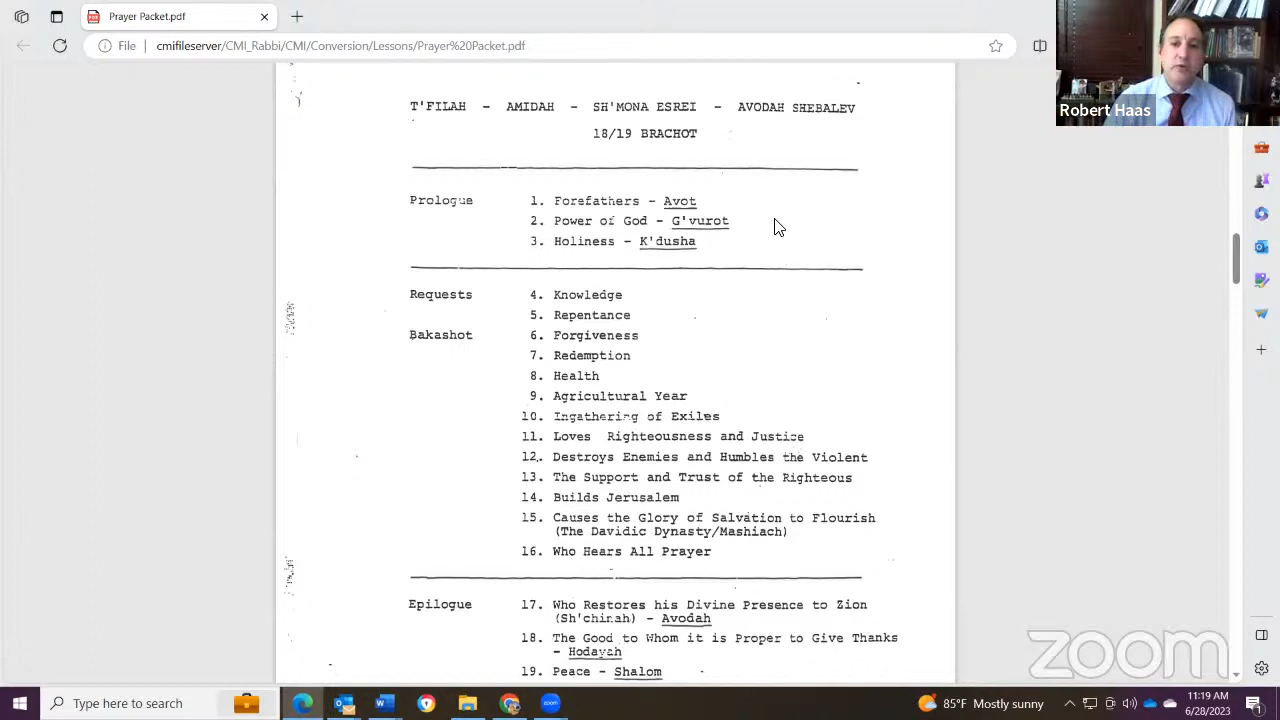 Prayer Packet.pdf
File
cmifileserver/CMI_Rabbi/CMI/Conversion/Lessons/Prayer%20Packet.pdf
Robert Haas
T'FILAH - AMIDAH - SH'MONA ESREI - AVODAH SHEBALEV
18/19 BRACHOT
Prologue 1. Forefathers - Avot
2. Power of God - G'vurot
3. Holiness - K'dusha
Requests 4. Knowledge
5. Repentance
Bakashot 6. Forgiveness
7. Redemption
8. Health
9. Agricultural Year
10. Ingathering of Exiles
11. Loves Righteousness and Justice
12. Destroys Enemies and Humbles the Violent
13. The Support and Trust of the Righteous
14. Builds Jerusalem
15. Causes the Glory of Salvation to Flourish
(The Davidic Dynasty/Mashiach)
16. Who Hears All Prayer
Epilogue 17. Who Restores his Divine Presence to Zion
(Sh'chinah) - Avodah
18. The Good to Whom it is Proper to Give Thanks
- Hodayah
19. Peace - Shalom
zoom
Type here to search
zoom
85°F Mostly sunny
11:19 AM
6/28/2023
1